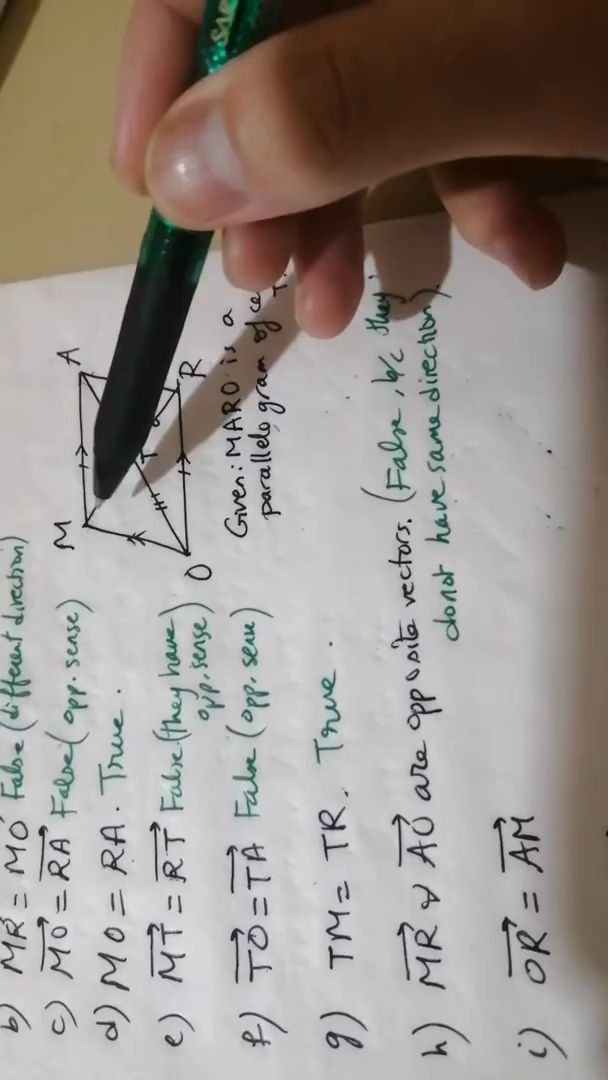 b) MR = MO False (different direction)
c) MO = RA False (opp. sense)
d) MO = RA. True.
e) MT = RT False (they have
opp. sense)
f) TO = TA False (opp. sense)
g) TM = TR. True.
h) MR & AO are opposite vectors. (False, b/c they
do not have same direction).
i) OR = AM
M
A
R
O
T
Given: MARO is a
parallelogram of
T.